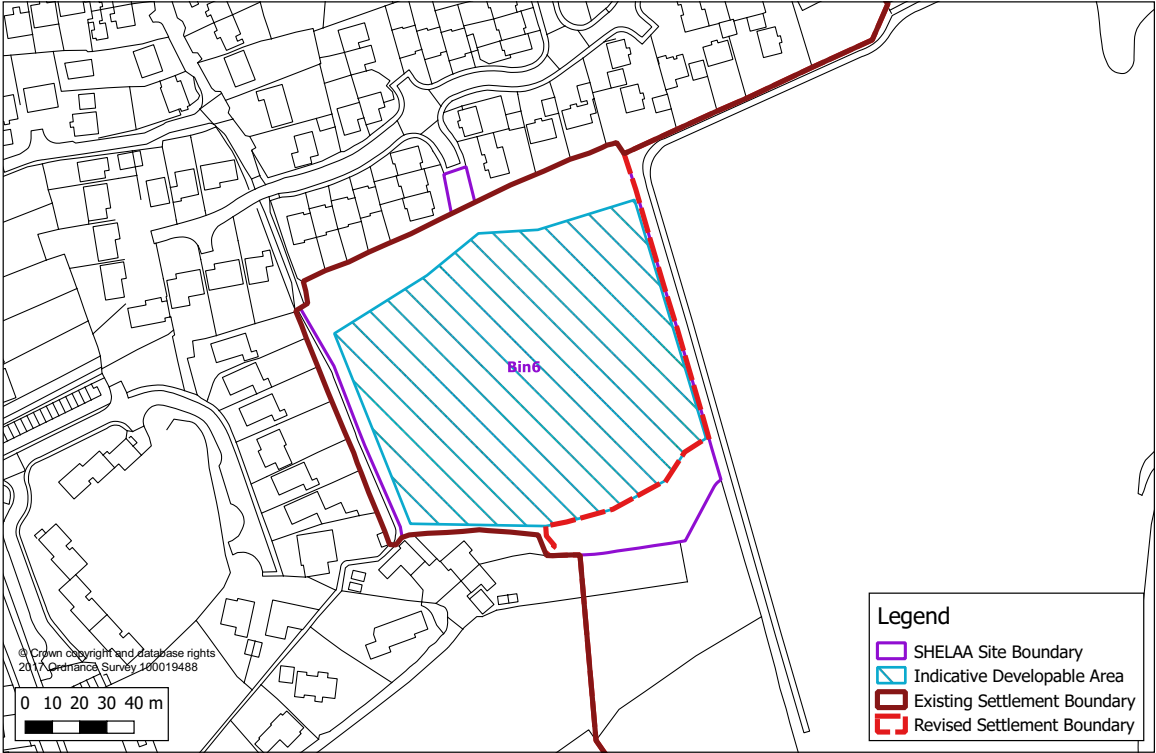 Bin6
Legend
SHELAA Site Boundary
Indicative Developable Area
Existing Settlement Boundary
Revised Settlement Boundary
© Crown copyright and database rights
2017 Ordnance Survey 100019488
0 10 20 30 40 m